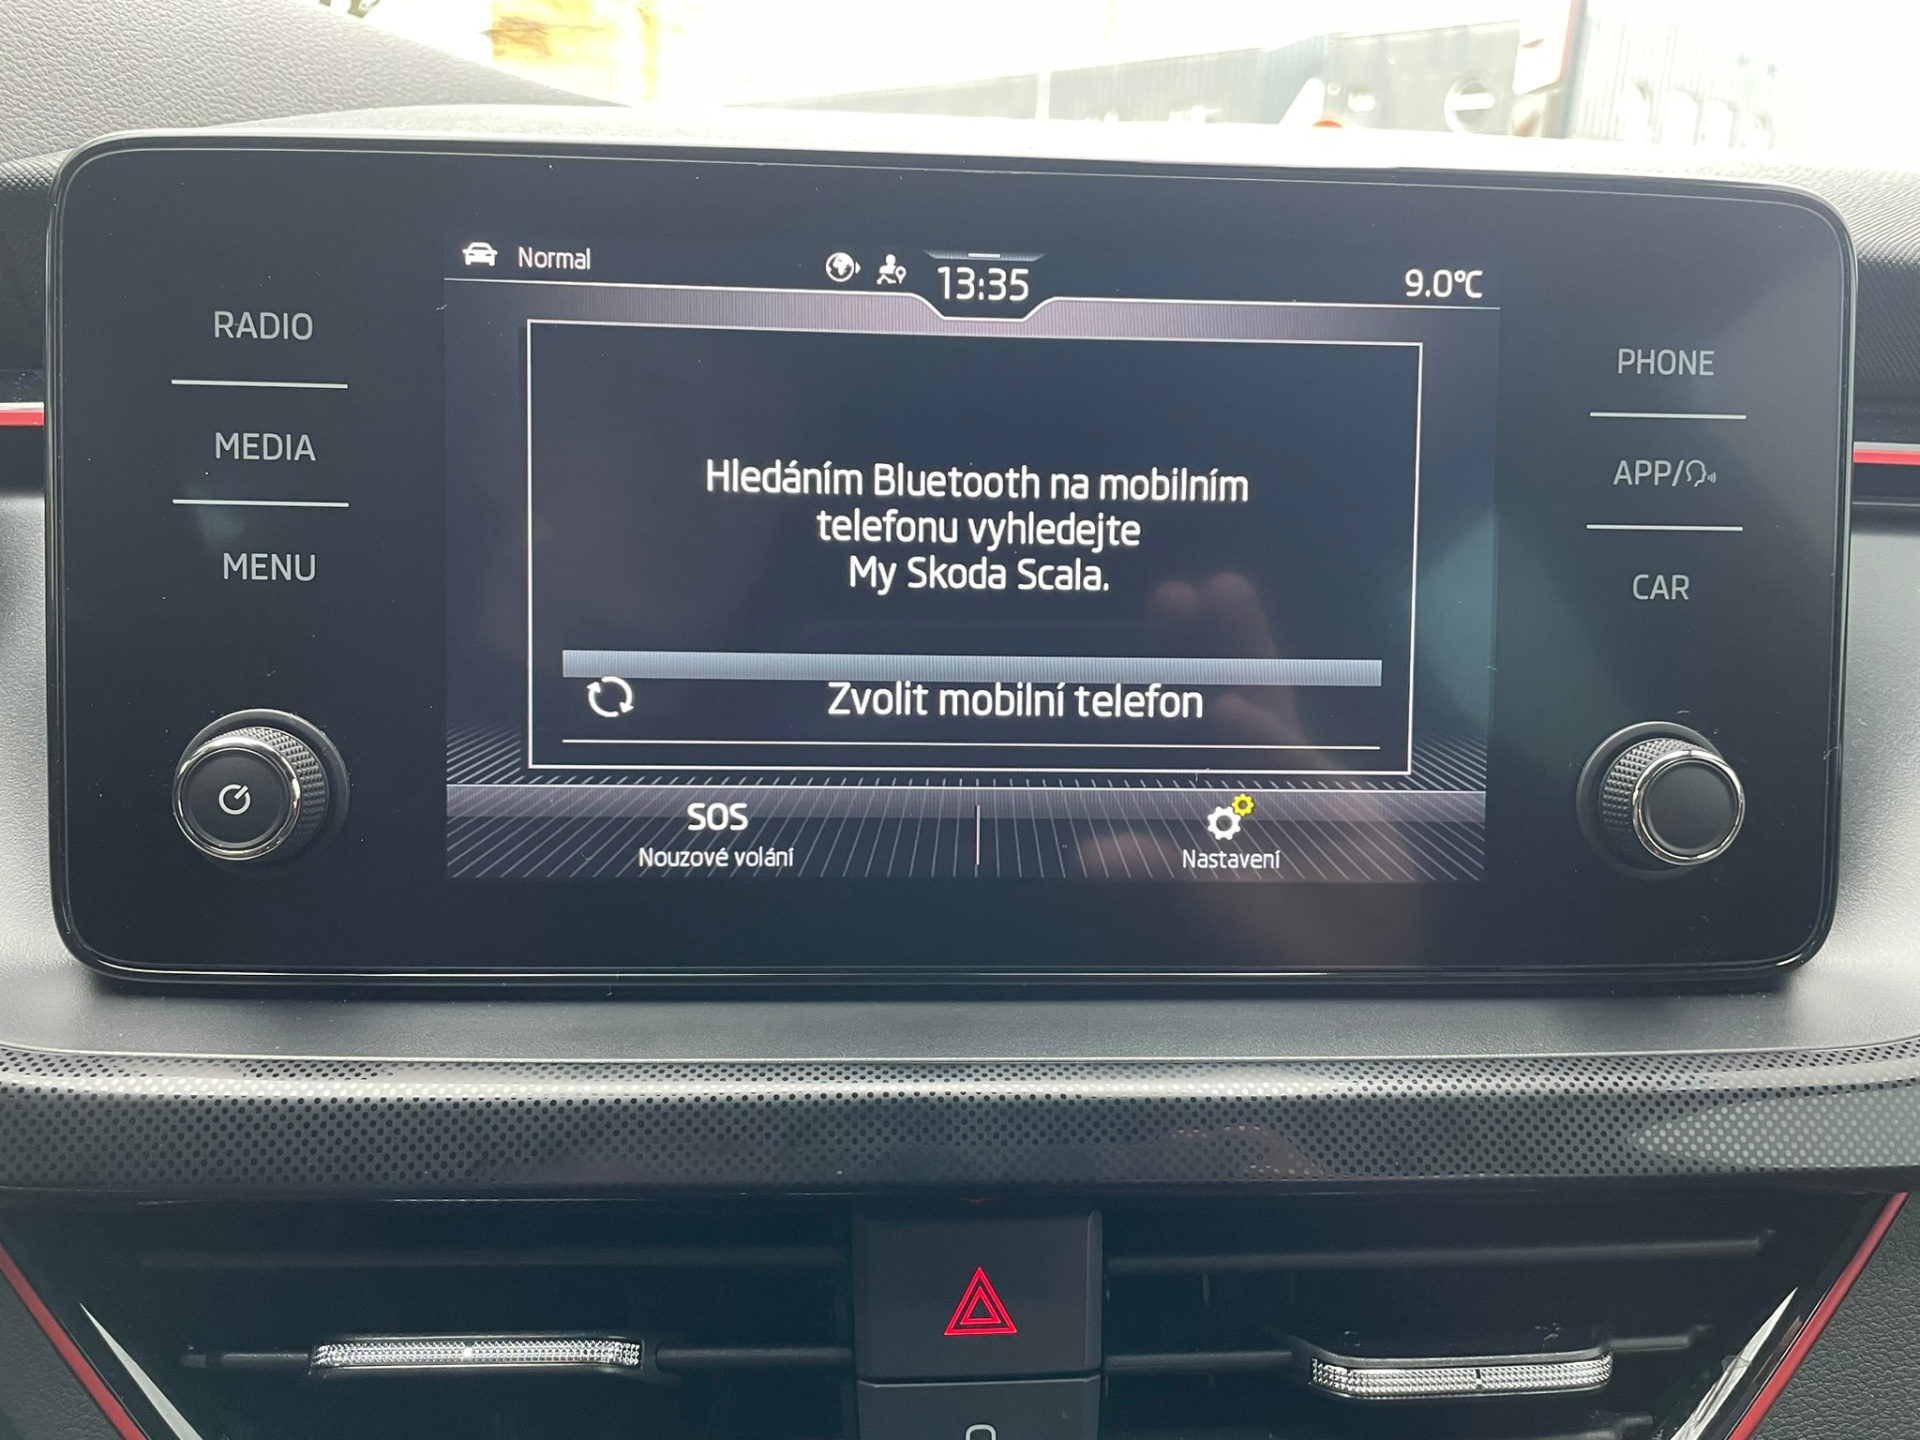 Normal
13:35
9.0°C
RADIO
MEDIA
MENU
PHONE
APP/
CAR
Hledáním Bluetooth na mobilním
telefonu vyhledejte
My Skoda Scala.
Zvolit mobilní telefon
SOS
Nouzové volání
Nastavení